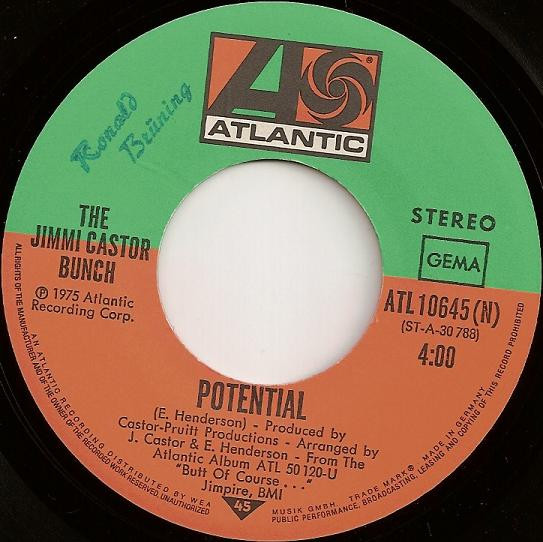 ATLANTIC
®
Ronald
Brüning
THE
JIMMI CASTOR
BUNCH
℗ 1975 Atlantic
Recording Corp.
STEREO
GEMA
ATL 10645 (N)
(ST-A-30 788)
4:00
POTENTIAL
(E. Henderson) - Produced by
Castor-Pruitt Productions - Arranged by
J. Castor & E. Henderson - From The
Atlantic Album ATL 50 120-U
"Butt Of Course . . ."
Jimpire, BMI
45
ALL RIGHTS OF THE MANUFACTURER AND OF THE OWNER OF THE RECORDED WORK RESERVED. UNAUTHORIZED
AN ATLANTIC RECORDING DISTRIBUTED BY WEA
MUSIK GMBH. TRADE MARK ® MADE IN GERMANY.
PUBLIC PERFORMANCE, BROADCASTING, LEASING AND COPYING OF THIS RECORD PROHIBITED